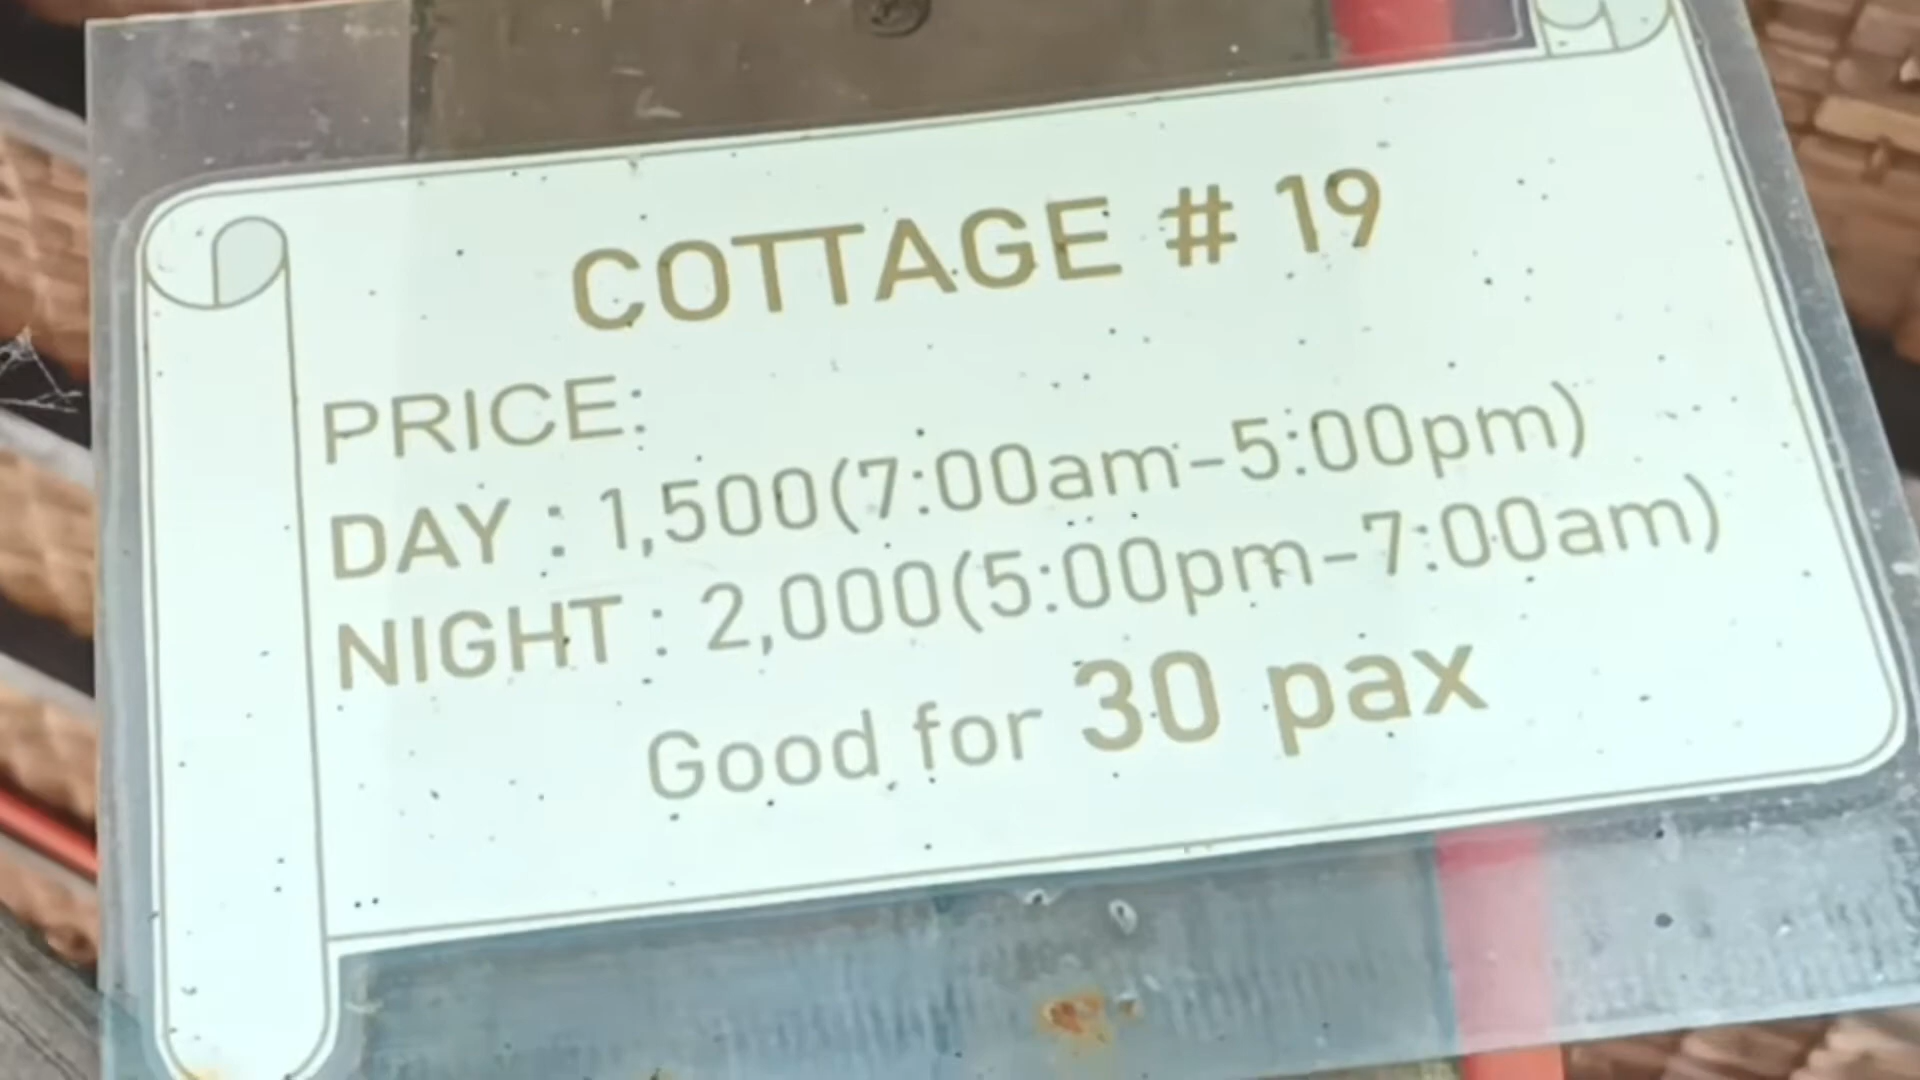 COTTAGE # 19
PRICE:
DAY : 1,500(7:00am-5:00pm)
NIGHT : 2,000(5:00pm-7:00am)
Good for 30 pax